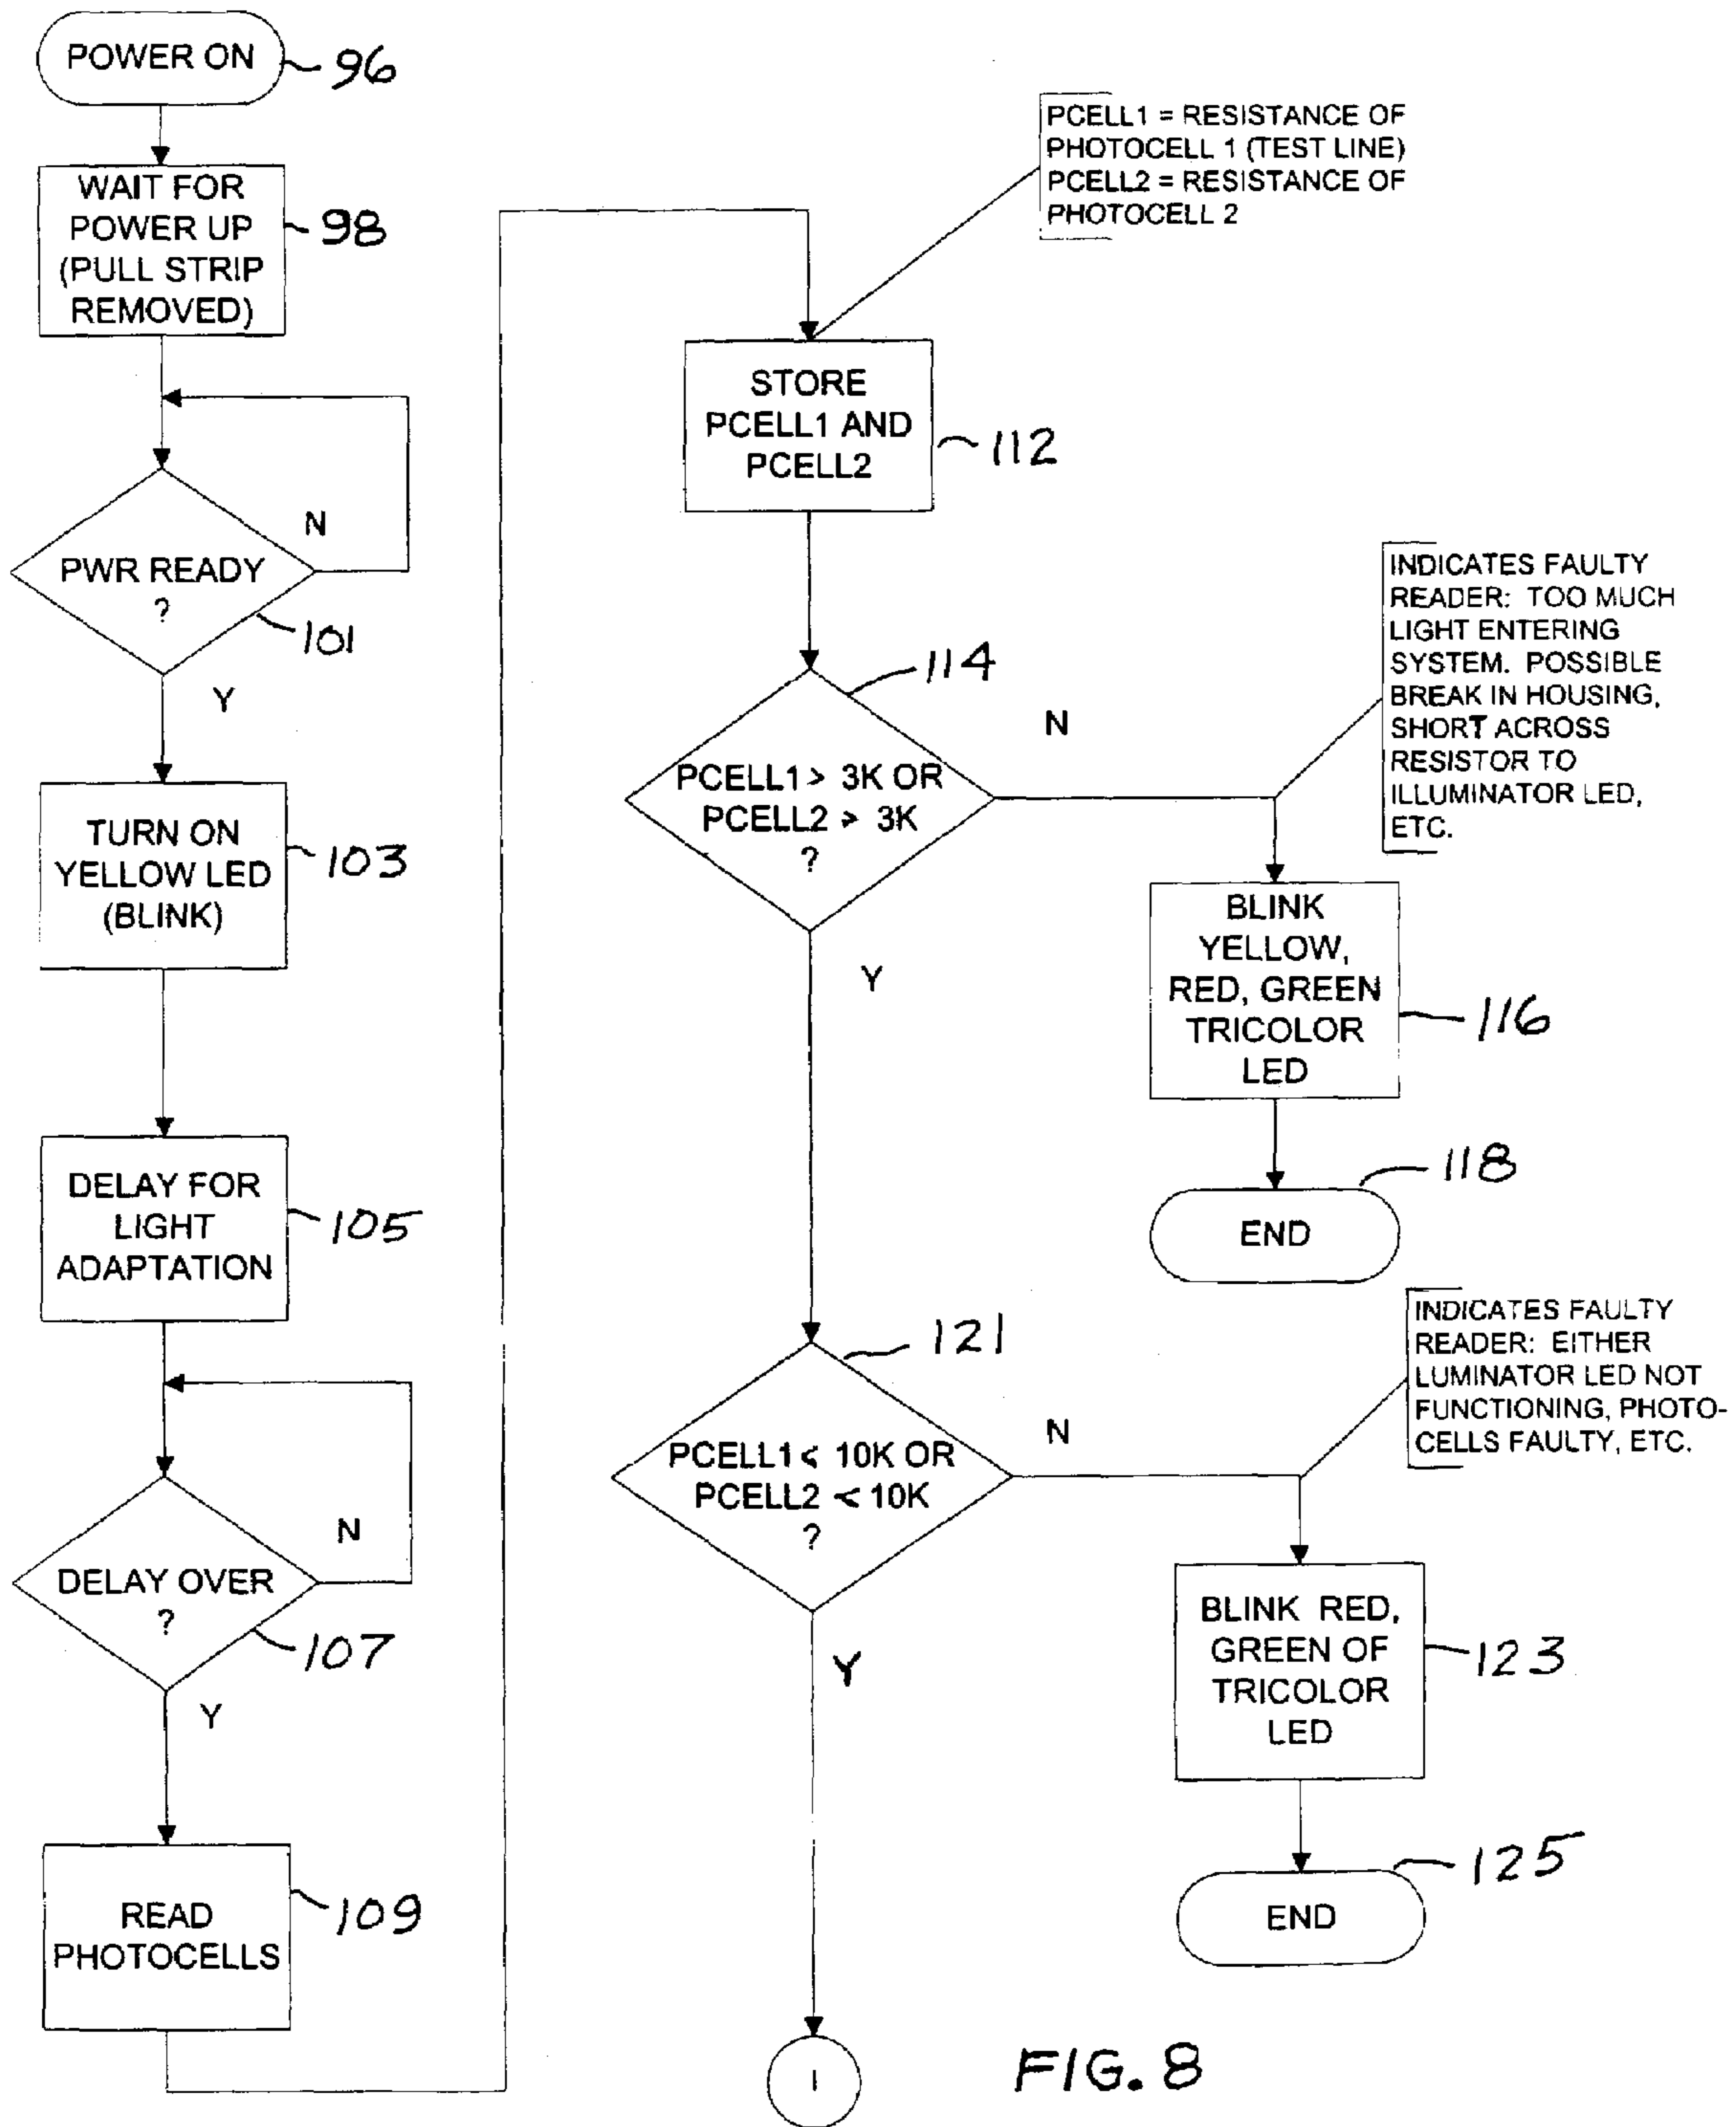 POWER ON
96
WAIT FOR
POWER UP
(PULL STRIP
REMOVED)
98
N
PWR READY
?
101
Y
TURN ON
YELLOW LED
(BLINK)
103
DELAY FOR
LIGHT
ADAPTATION
105
N
DELAY OVER
?
107
Y
READ
PHOTOCELLS
109
PCELL1 = RESISTANCE OF
PHOTOCELL 1 (TEST LINE)
PCELL2 = RESISTANCE OF
PHOTOCELL 2
STORE
PCELL1 AND
PCELL2
112
114
N
PCELL1 > 3K OR
PCELL2 > 3K
?
Y
INDICATES FAULTY
READER: TOO MUCH
LIGHT ENTERING
SYSTEM. POSSIBLE
BREAK IN HOUSING,
SHORT ACROSS
RESISTOR TO
ILLUMINATOR LED,
ETC.
BLINK
YELLOW,
RED, GREEN
TRICOLOR
LED
116
118
END
121
N
PCELL1 < 10K OR
PCELL2 < 10K
?
Y
INDICATES FAULTY
READER: EITHER
LUMINATOR LED NOT
FUNCTIONING, PHOTO-
CELLS FAULTY, ETC.
BLINK RED,
GREEN OF
TRICOLOR
LED
123
125
END
I
FIG. 8